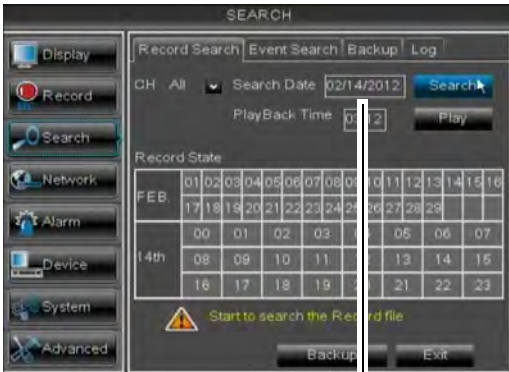 SEARCH
Display
Record
Search
Network
Alarm
Device
System
Advanced
Record Search Event Search Backup Log
CH All Search Date 02/14/2012 Search
PlayBack Time Play
Record State
FEB. 01 02 03 04 05 06 07 08 10 11 12 13 14 15 16
17 18 19 20 21 22 23 24 26 27 28 29
14th 00 01 02 03 05 06 07
08 09 10 11 13 14 15
16 17 18 19 21 22 23
Start to search the Record file
Backup Exit